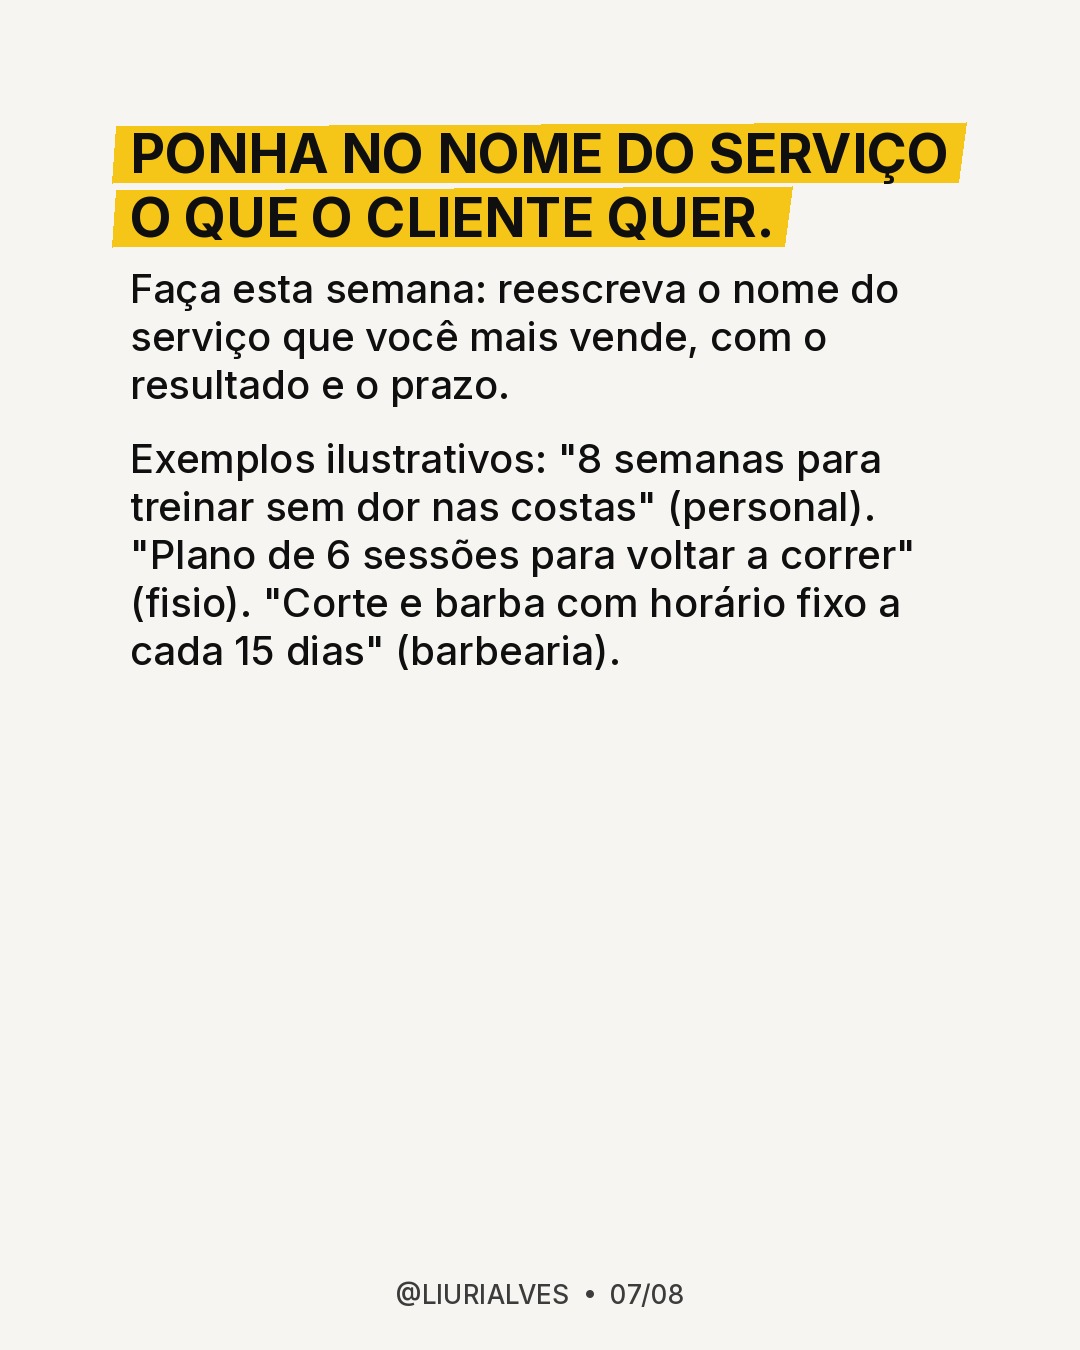 PONHA NO NOME DO SERVIÇO
O QUE O CLIENTE QUER.
Faça esta semana: reescreva o nome do
serviço que você mais vende, com o
resultado e o prazo.
Exemplos ilustrativos: "8 semanas para
treinar sem dor nas costas" (personal).
"Plano de 6 sessões para voltar a correr"
(fisio). "Corte e barba com horário fixo a
cada 15 dias" (barbearia).
@LIURIALVES • 07/08